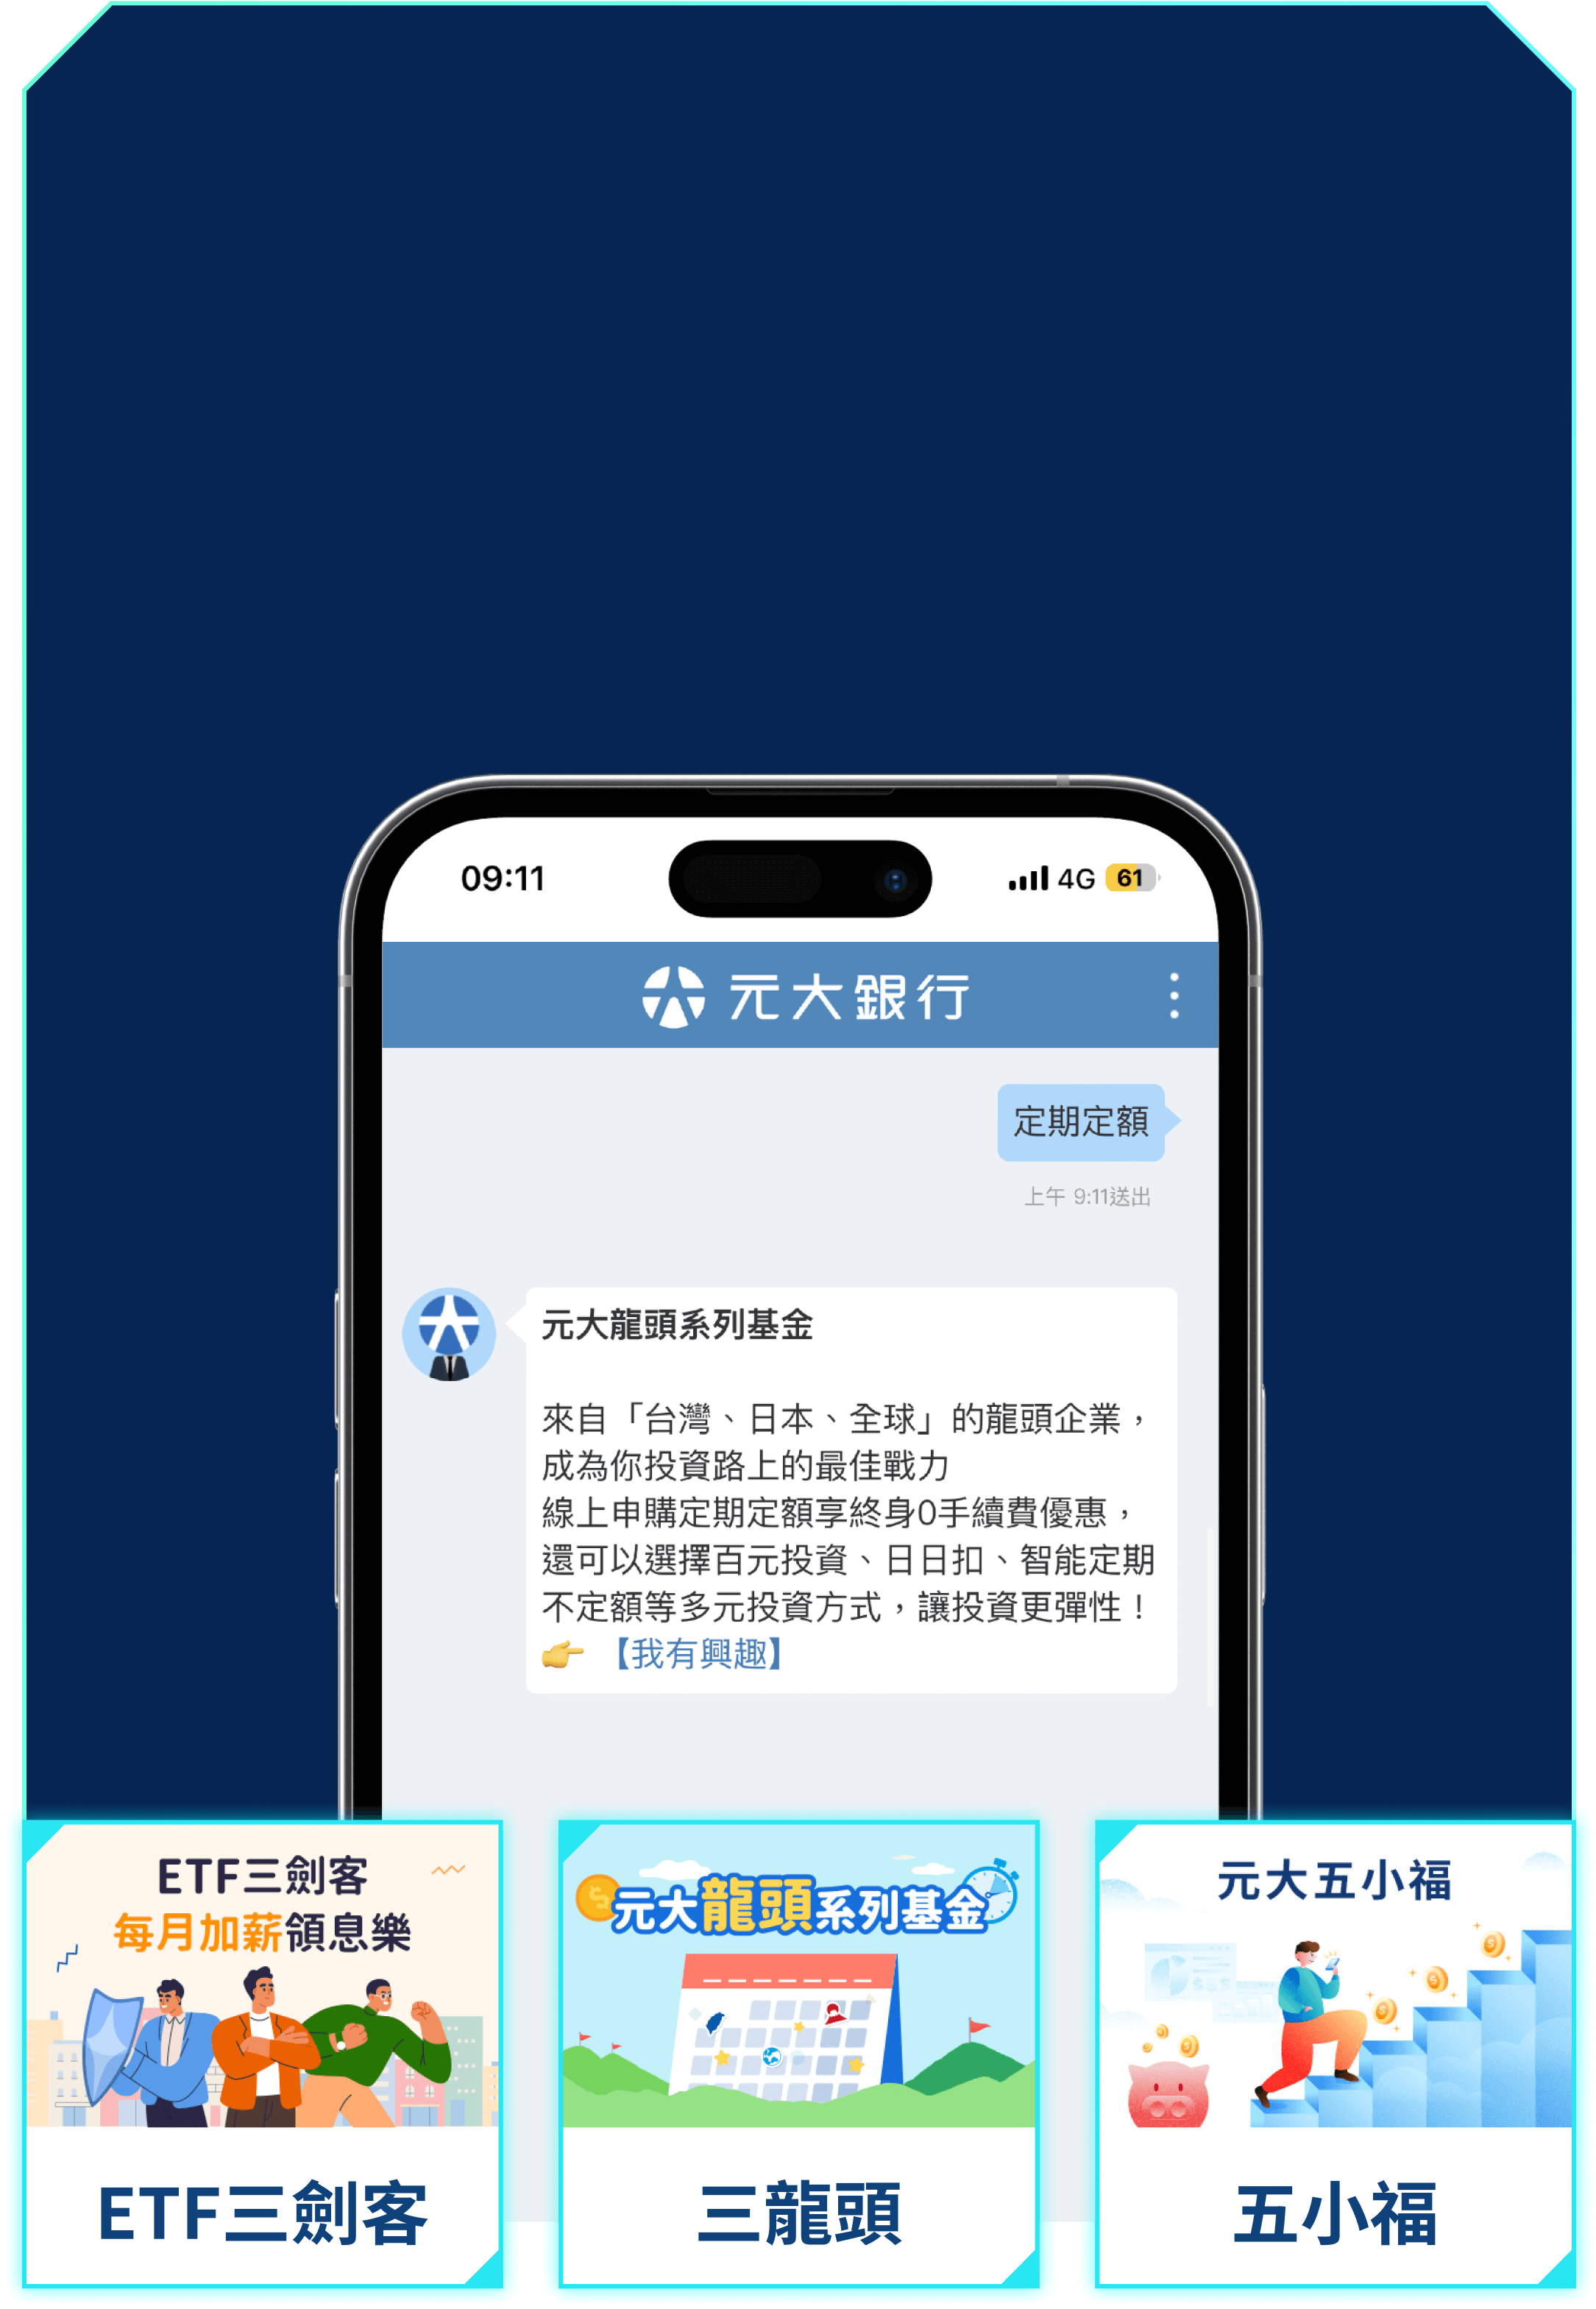 09:11
4G 61
元大銀行
定期定額
上午 9:11送出
元大龍頭系列基金
來自「台灣、日本、全球」的龍頭企業，
成為你投資路上的最佳戰力
線上申購定期定額享終身0手續費優惠，
還可以選擇百元投資、日日扣、智能定期
不定額等多元投資方式，讓投資更彈性！
👉 【我有興趣】
ETF三劍客
每月加薪領息樂
ETF三劍客
元大龍頭系列基金
三龍頭
元大五小福
五小福